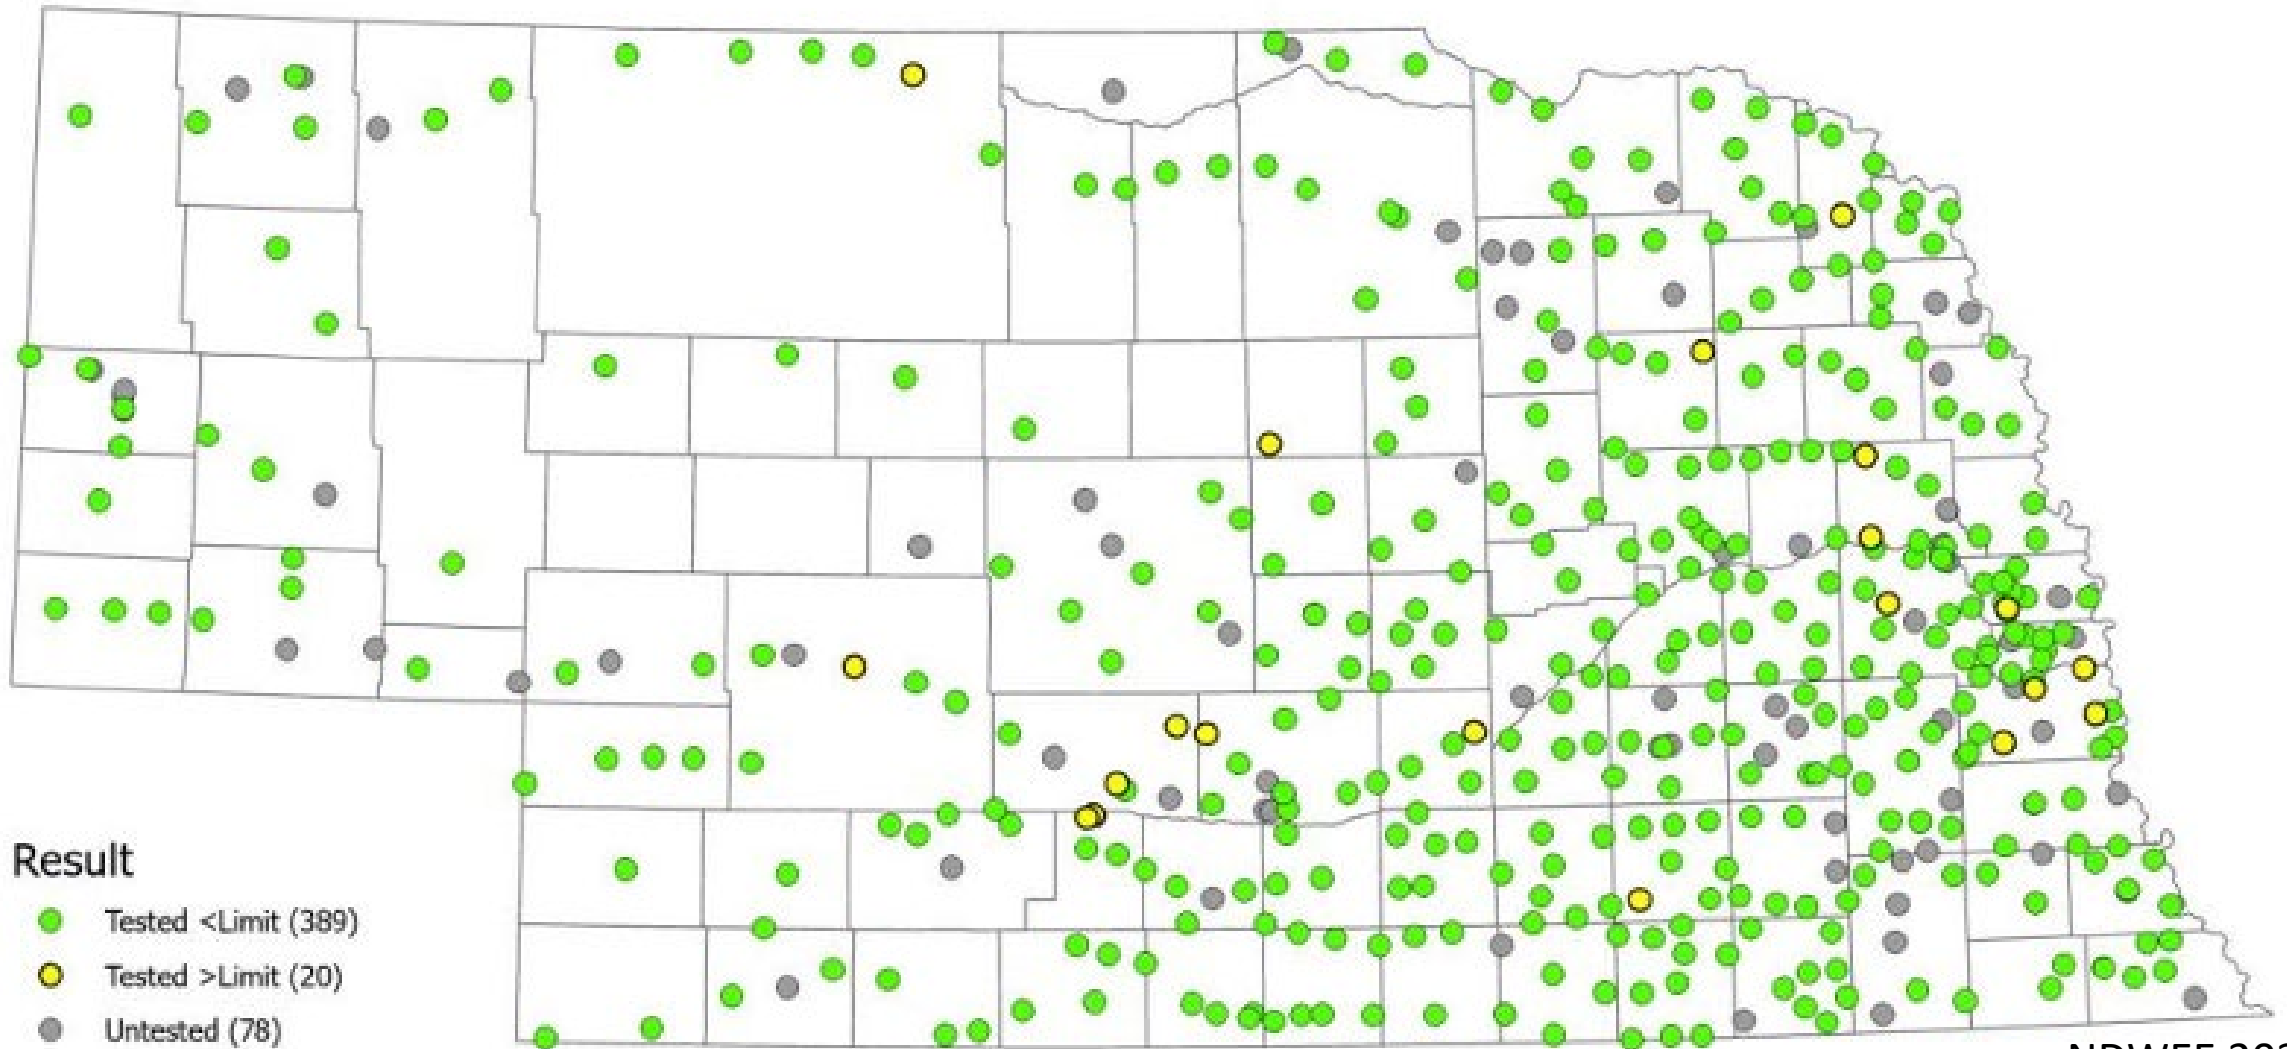 Result
Tested <Limit (389)
Tested >Limit (20)
Untested (78)